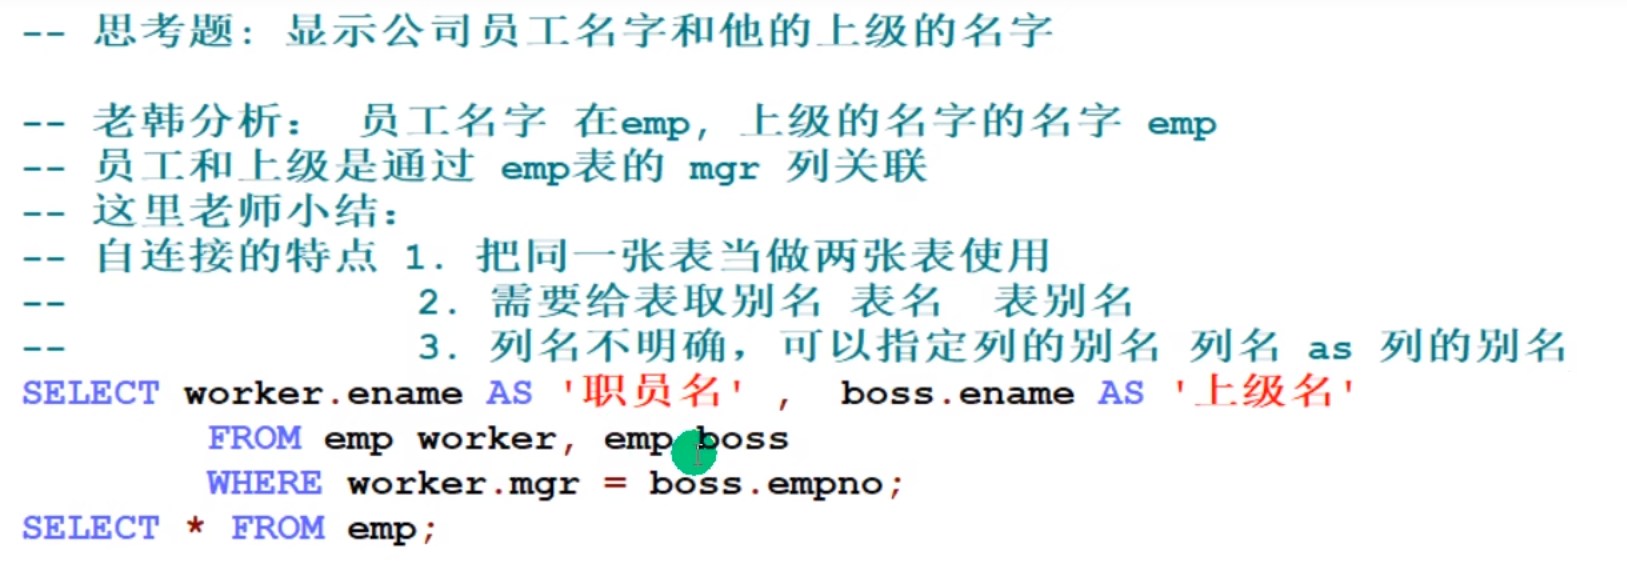 -- 思考题: 显示公司员工名字和他的上级的名字
-- 老韩分析: 员工名字 在emp, 上级的名字的名字 emp
-- 员工和上级是通过 emp表的 mgr 列关联
-- 这里老师小结:
-- 自连接的特点 1. 把同一张表当做两张表使用
-- 2. 需要给表取别名 表名 表别名
-- 3. 列名不明确, 可以指定列的别名 列名 as 列的别名
SELECT worker.ename AS '职员名' , boss.ename AS '上级名'
FROM emp worker, emp boss
WHERE worker.mgr = boss.empno;
SELECT * FROM emp;